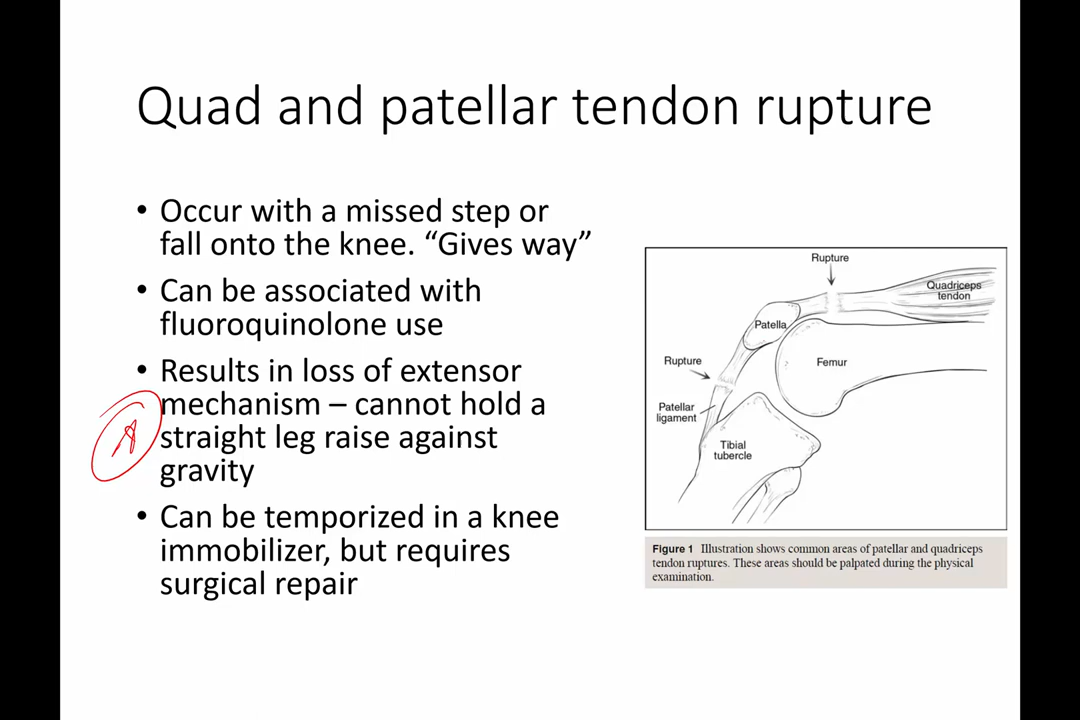 Quad and patellar tendon rupture
• Occur with a missed step or
fall onto the knee. “Gives way”
• Can be associated with
fluoroquinolone use
• Results in loss of extensor
mechanism – cannot hold a
straight leg raise against
gravity
• Can be temporized in a knee
immobilizer, but requires
surgical repair
Rupture
Quadriceps
tendon
Patella
Rupture
Femur
Patellar
ligament
Tibial
tubercle
Figure 1 Illustration shows common areas of patellar and quadriceps
tendon ruptures. These areas should be palpated during the physical
examination.